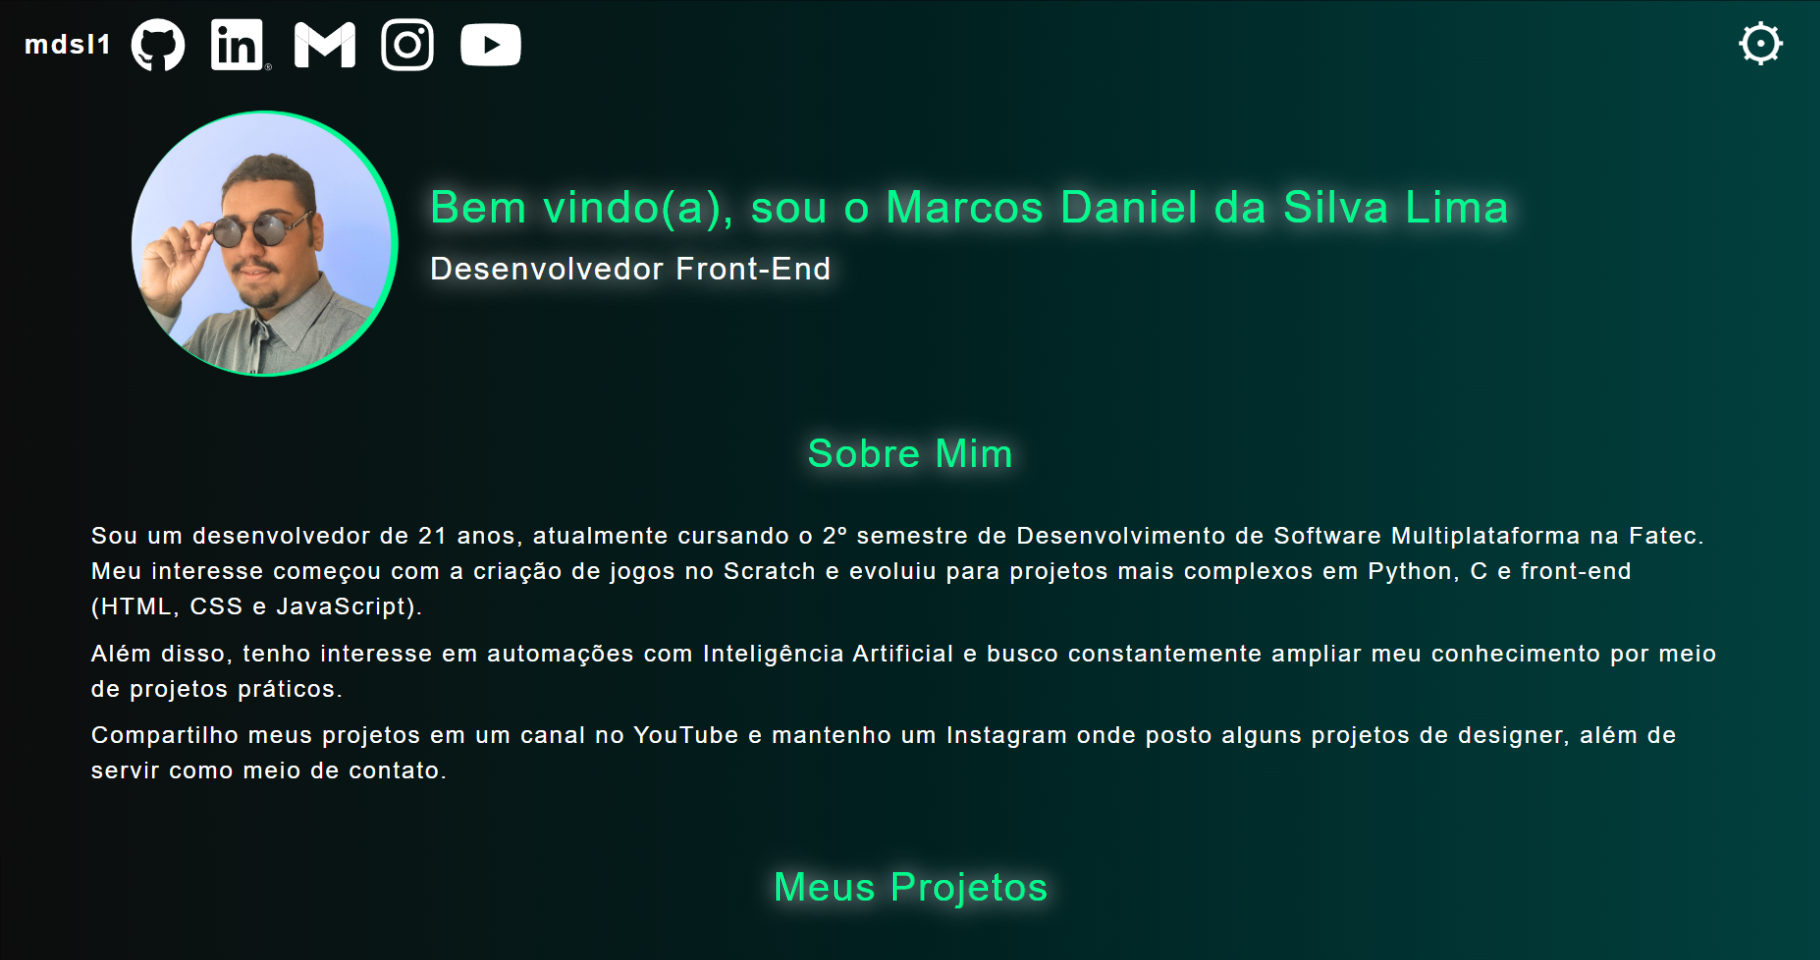 mdsl1 in ®
Bem vindo(a), sou o Marcos Daniel da Silva Lima
Desenvolvedor Front-End
Sobre Mim
Sou um desenvolvedor de 21 anos, atualmente cursando o 2º semestre de Desenvolvimento de Software Multiplataforma na Fatec.
Meu interesse começou com a criação de jogos no Scratch e evoluiu para projetos mais complexos em Python, C e front-end
(HTML, CSS e JavaScript).
Além disso, tenho interesse em automações com Inteligência Artificial e busco constantemente ampliar meu conhecimento por meio
de projetos práticos.
Compartilho meus projetos em um canal no YouTube e mantenho um Instagram onde posto alguns projetos de designer, além de
servir como meio de contato.
Meus Projetos